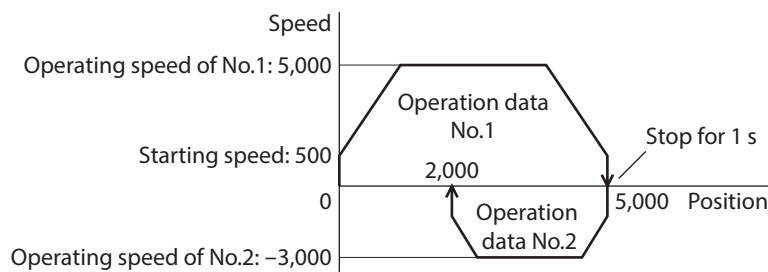 Speed
Operating speed of No.1: 5,000
Operation data
No.1
Starting speed: 500
Stop for 1 s
2,000
0
5,000 Position
Operation
data No.2
Operating speed of No.2: –3,000